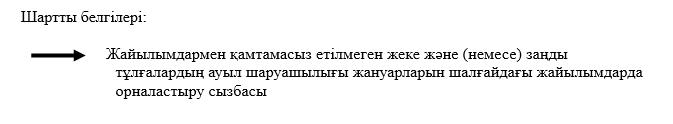 Шартты белгілері:
Жайылымдармен қамтамасыз етілмеген жеке және (немесе) заңды
тұлғалардың ауыл шаруашылығы жануарларын шалғайдағы жайылымдарда
орналастыру сызбасы